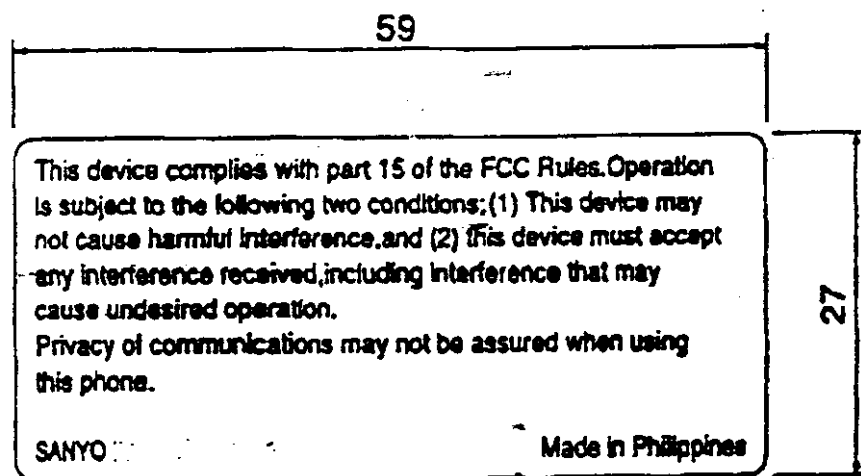 59
This device complies with part 15 of the FCC Rules.Operation
is subject to the following two conditions;(1) This device may
not cause harmful interference,and (2) this device must accept
any interference received,including interference that may
cause undesired operation.
Privacy of communications may not be assured when using
this phone.
SANYO
Made in Philippines
27